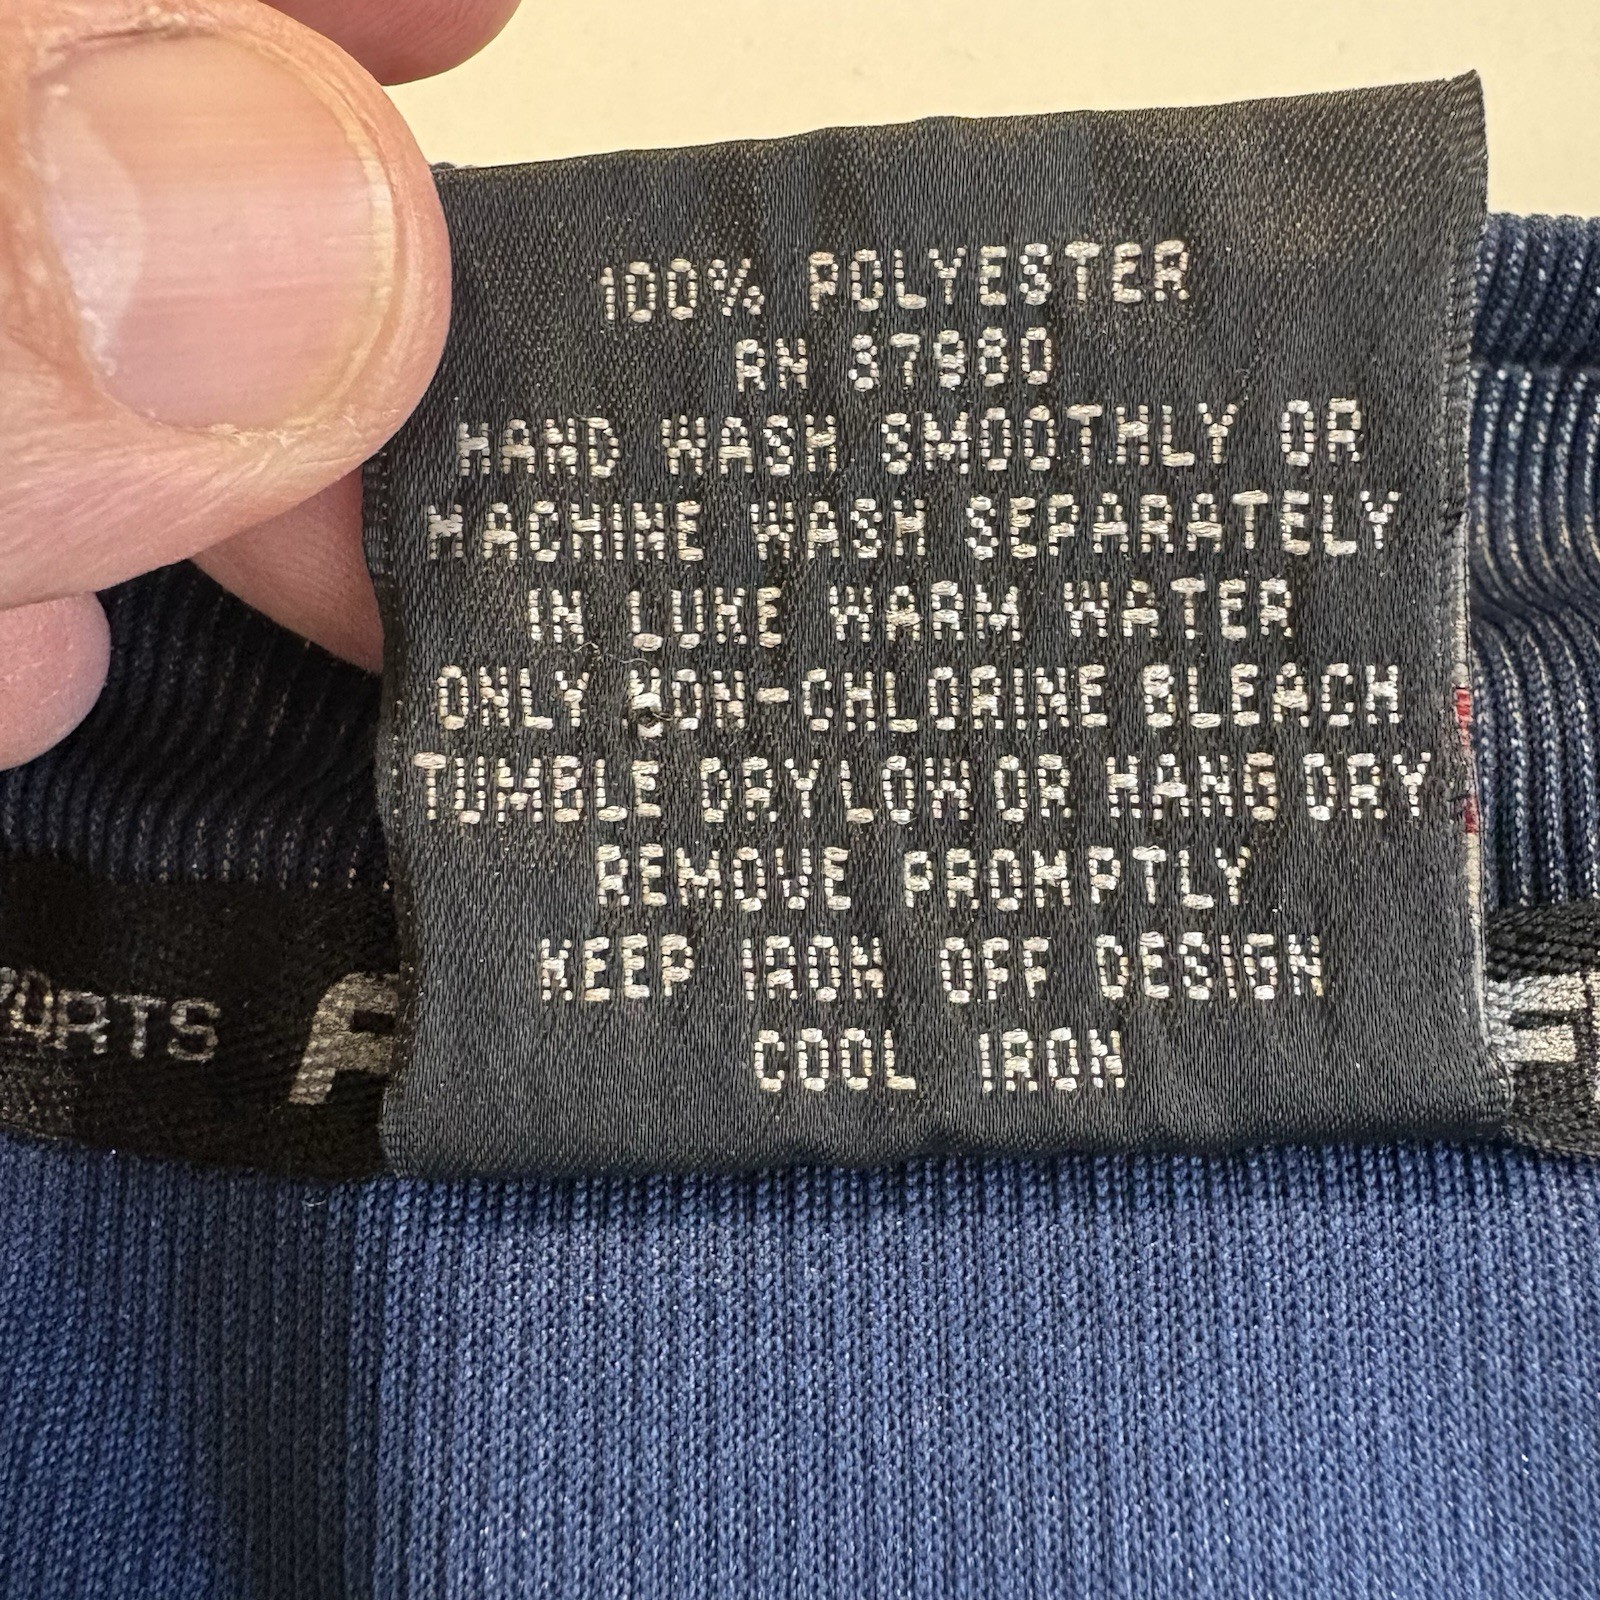 100% POLYESTER
RN 37980
HAND WASH SMOOTHLY OR
MACHINE WASH SEPARATELY
IN LUKE WARM WATER
ONLY NON-CHLORINE BLEACH
TUMBLE DRY LOW OR HANG DRY
REMOVE PROMPTLY
KEEP IRON OFF DESIGN
COOL IRON